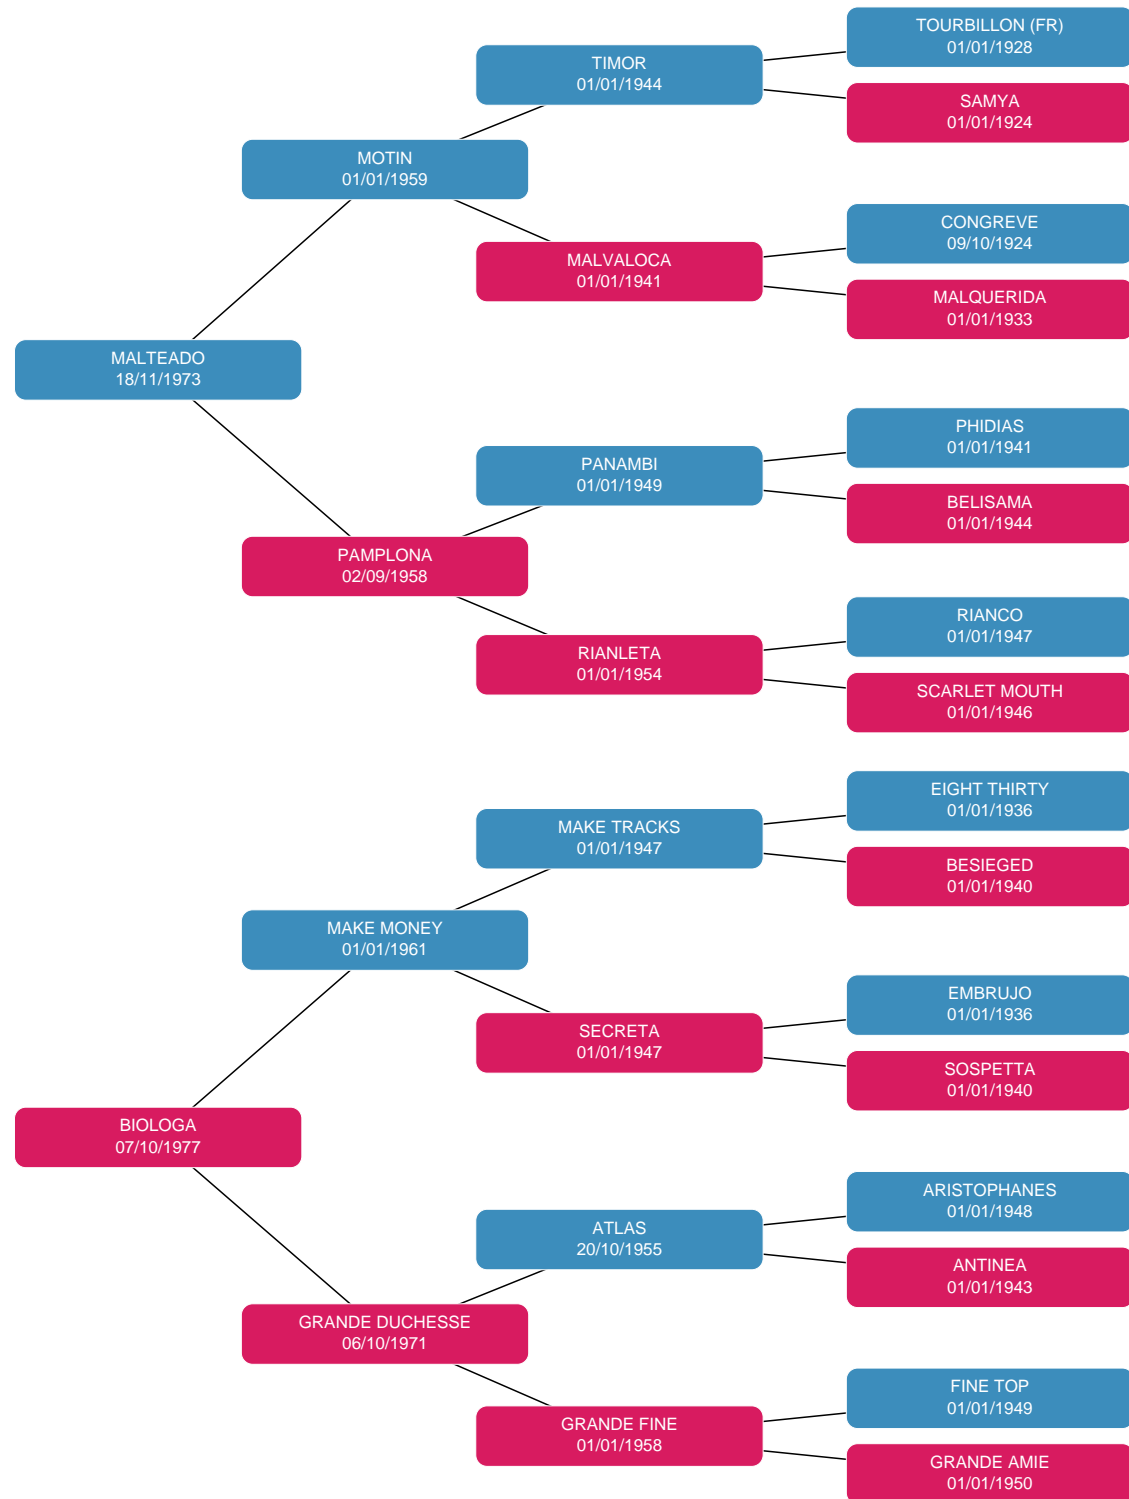 TOURBILLON (FR)
01/01/1928
TIMOR
01/01/1944
SAMYA
01/01/1924
MOTIN
01/01/1959
CONGREVE
09/10/1924
MALVALOCA
01/01/1941
MALQUERIDA
01/01/1933
MALTEADO
18/11/1973
PHIDIAS
01/01/1941
PANAMBI
01/01/1949
BELISAMA
01/01/1944
PAMPLONA
02/09/1958
RIANCO
01/01/1947
RIANLETA
01/01/1954
SCARLET MOUTH
01/01/1946
EIGHT THIRTY
01/01/1936
MAKE TRACKS
01/01/1947
BESIEGED
01/01/1940
MAKE MONEY
01/01/1961
EMBRUJO
01/01/1936
SECRETA
01/01/1947
SOSPETTA
01/01/1940
BIOLOGA
07/10/1977
ARISTOPHANES
01/01/1948
ATLAS
20/10/1955
ANTINEA
01/01/1943
GRANDE DUCHESSE
06/10/1971
FINE TOP
01/01/1949
GRANDE FINE
01/01/1958
GRANDE AMIE
01/01/1950